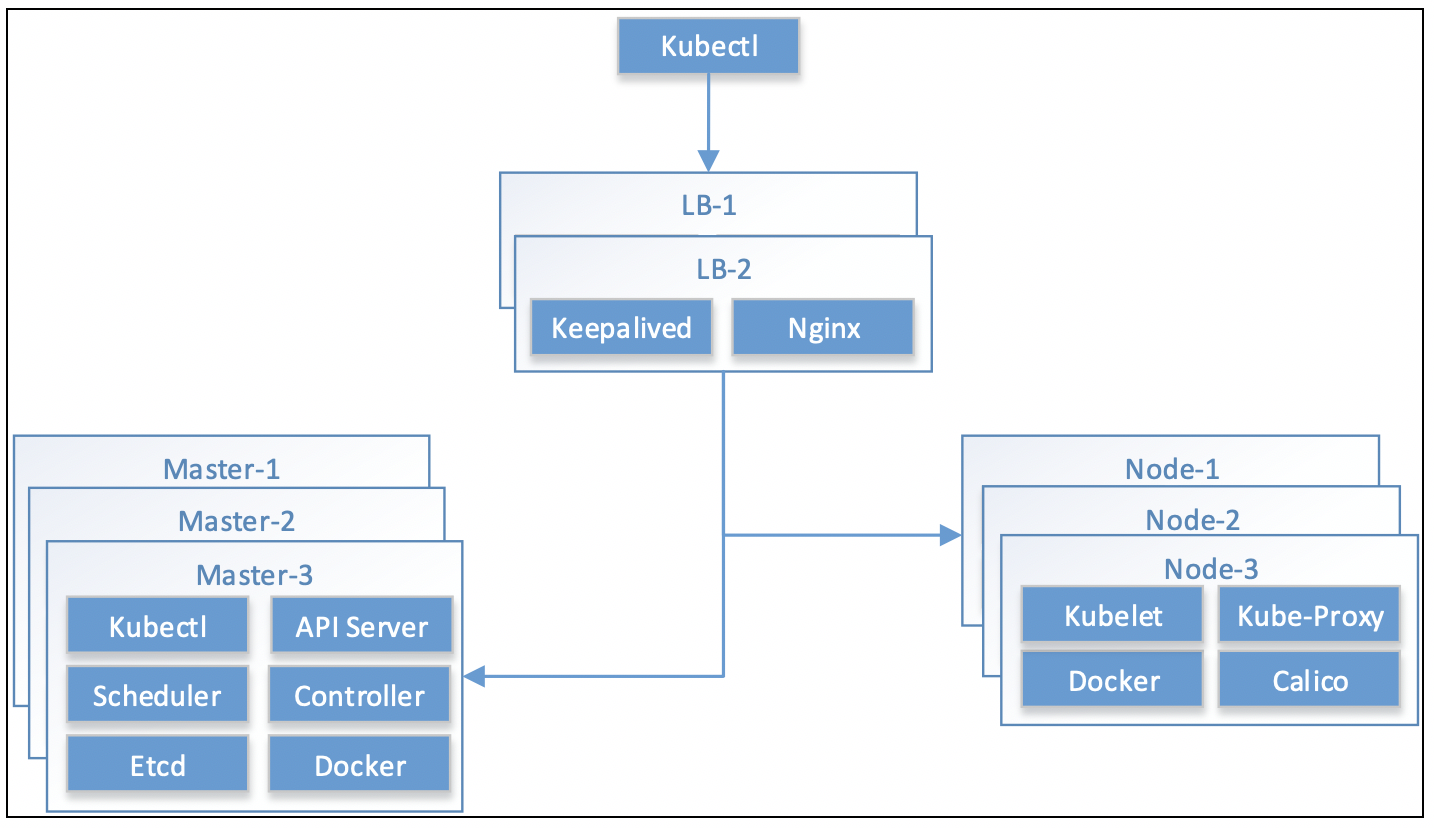 Kubectl
LB-1
LB-2
Keepalived Nginx
Master-1
Master-2
Master-3
Kubectl API Server
Scheduler Controller
Etcd Docker
Node-1
Node-2
Node-3
Kubelet Kube-Proxy
Docker Calico